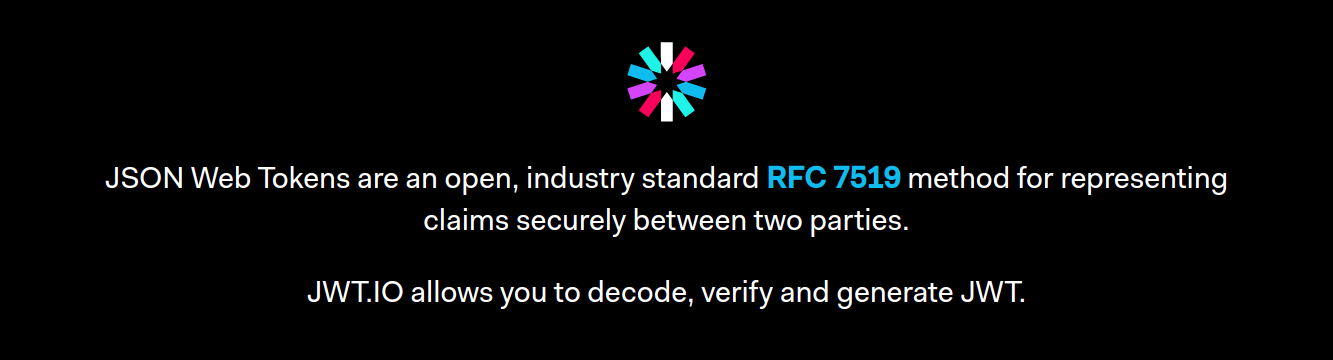 JSON Web Tokens are an open, industry standard RFC 7519 method for representing
claims securely between two parties.
JWT.IO allows you to decode, verify and generate JWT.